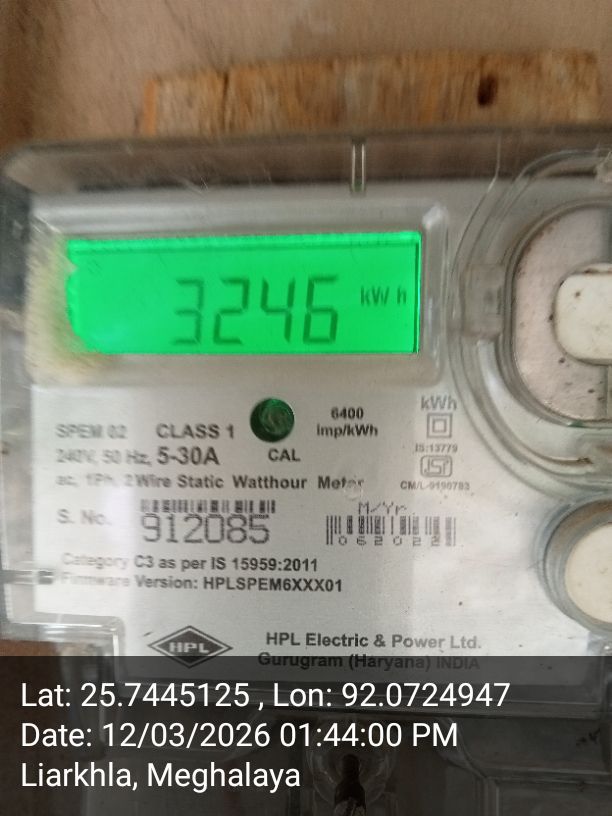 3246 kWh
6400
imp/kWh
kWh
SPEM 02 CLASS 1
240V, 50 Hz, 5-30A
CAL
IS:13779
ISI
CM/L-9190783
ac, 1Ph, 2 Wire Static Watthour Meter
M/Yr
S. No. 912085
062022
Category C3 as per IS 15959:2011
Firmware Version: HPLSPEM6XXX01
HPL
HPL Electric & Power Ltd.
Gurugram (Haryana) INDIA
Lat: 25.7445125 , Lon: 92.0724947
Date: 12/03/2026 01:44:00 PM
Liarkhla, Meghalaya